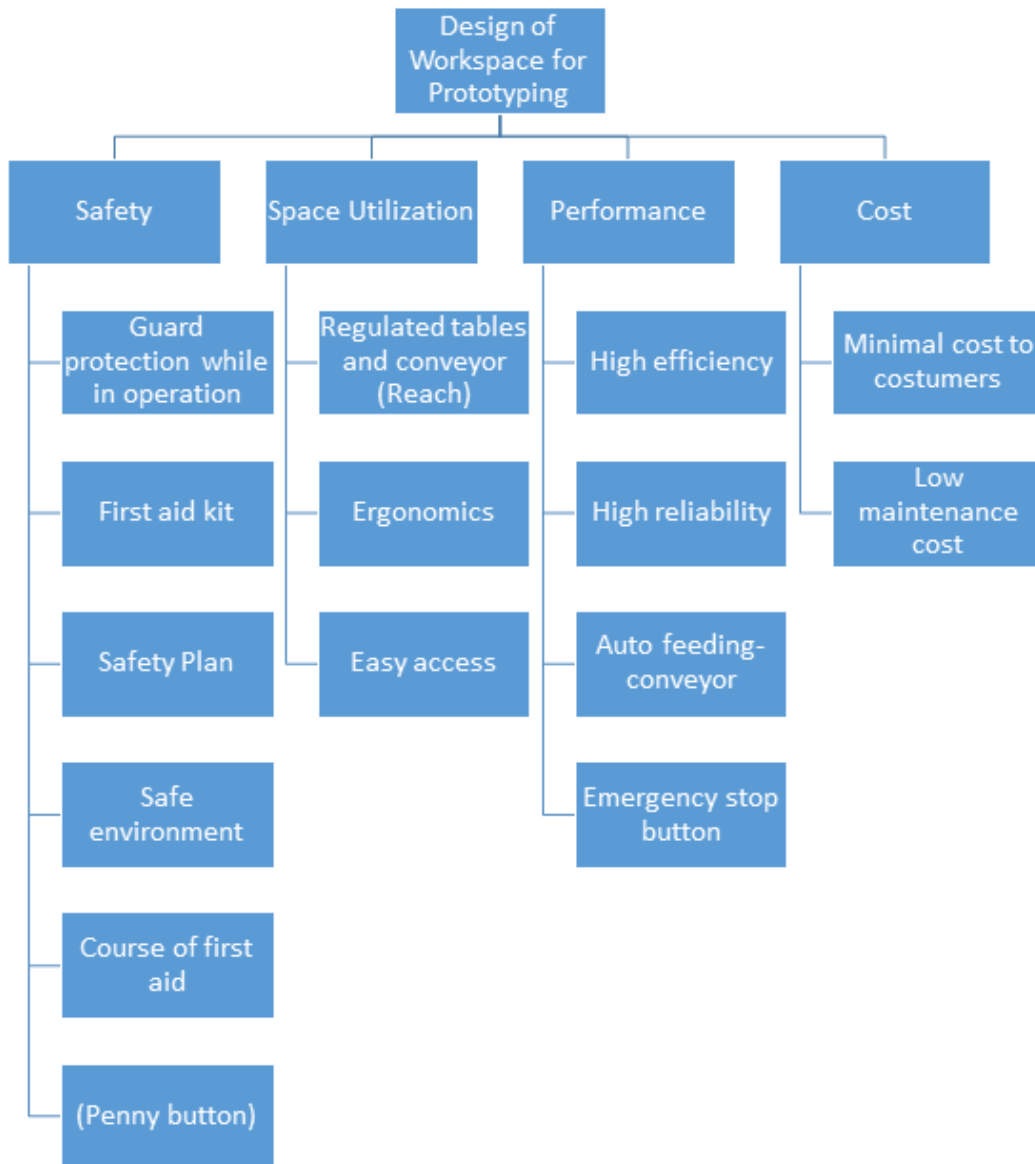 Design of
Workspace for
Prototyping
Safety
Space Utilization
Performance
Cost
Guard
protection while
in operation
Regulated tables
and conveyor
(Reach)
High efficiency
Minimal cost to
costumers
First aid kit
Ergonomics
High reliability
Low
maintenance
cost
Safety Plan
Easy access
Auto feeding-
conveyor
Safe
environment
Emergency stop
button
Course of first
aid
(Penny button)